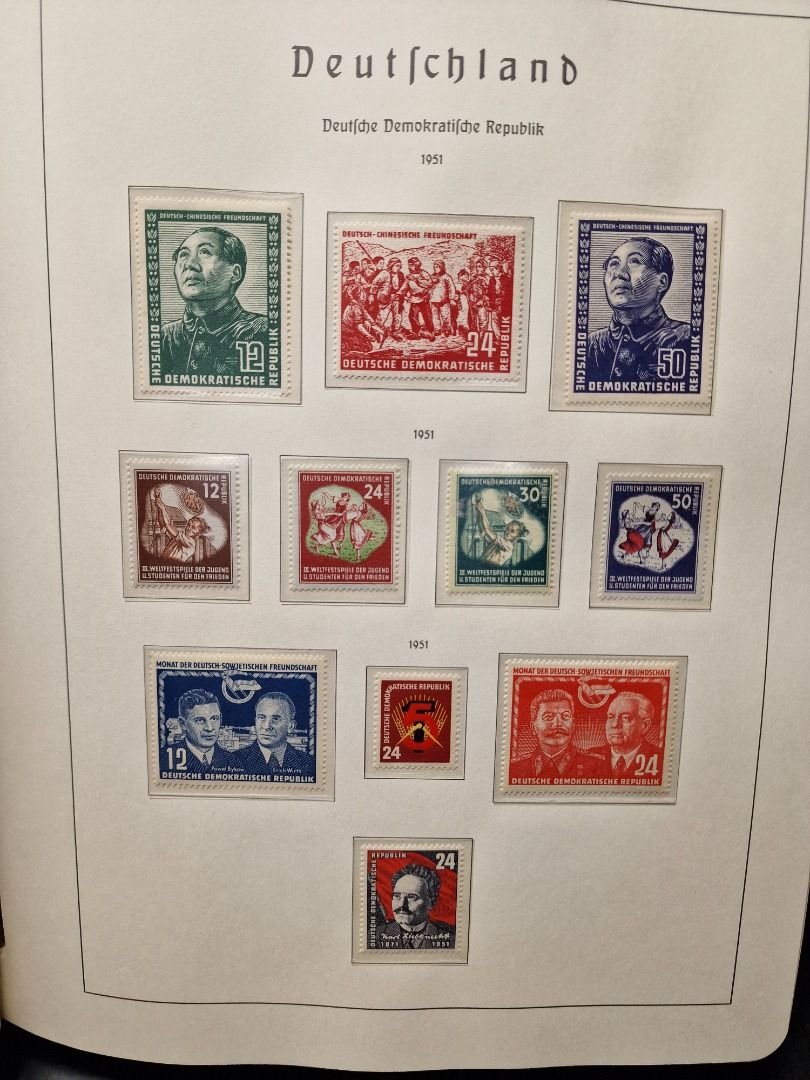 Deutſchland
Deutſche Demokratiſche Republik
1951
DEUTSCH-CHINESISCHE FREUNDSCHAFT
12
DEUTSCHE DEMOKRATISCHE REPUBLIK
DEUTSCH-CHINESISCHE FREUNDSCHAFT
24
DEUTSCHE DEMOKRATISCHE REPUBLIK
DEUTSCH-CHINESISCHE FREUNDSCHAFT
50
DEUTSCHE DEMOKRATISCHE REPUBLIK
1951
DEUTSCHE DEMOKRATISCHE REPUBLIK
12
III. WELTFESTSPIELE DER JUGEND
U. STUDENTEN FÜR DEN FRIEDEN
DEUTSCHE DEMOKRATISCHE REPUBLIK
24
III. WELTFESTSPIELE DER JUGEND
U. STUDENTEN FÜR DEN FRIEDEN
DEUTSCHE DEMOKRATISCHE REPUBLIK
30
III. WELTFESTSPIELE DER JUGEND
U. STUDENTEN FÜR DEN FRIEDEN
DEUTSCHE DEMOKRATISCHE REPUBLIK
50
III. WELTFESTSPIELE DER JUGEND
U. STUDENTEN FÜR DEN FRIEDEN
1951
MONAT DER DEUTSCH-SOWJETISCHEN FREUNDSCHAFT
12
Pawel Bykow
Erich Wirth
DEUTSCHE DEMOKRATISCHE REPUBLIK
DEUTSCHE DEMOKRATISCHE REPUBLIK
5
24
MONAT DER DEUTSCH-SOWJETISCHEN FREUNDSCHAFT
24
DEUTSCHE DEMOKRATISCHE REPUBLIK
DEUTSCHE DEMOKRATISCHE REPUBLIK
24
Karl Liebknecht
1871 1951